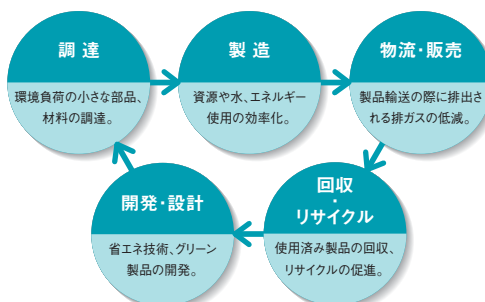 調達
環境負荷の小さな部品、
材料の調達。
製造
資源や水、エネルギー
使用の効率化。
物流・販売
製品輸送の際に排出さ
れる排ガスの低減。
回収
・
リサイクル
使用済み製品の回収、
リサイクルの促進。
開発・設計
省エネ技術、グリーン
製品の開発。